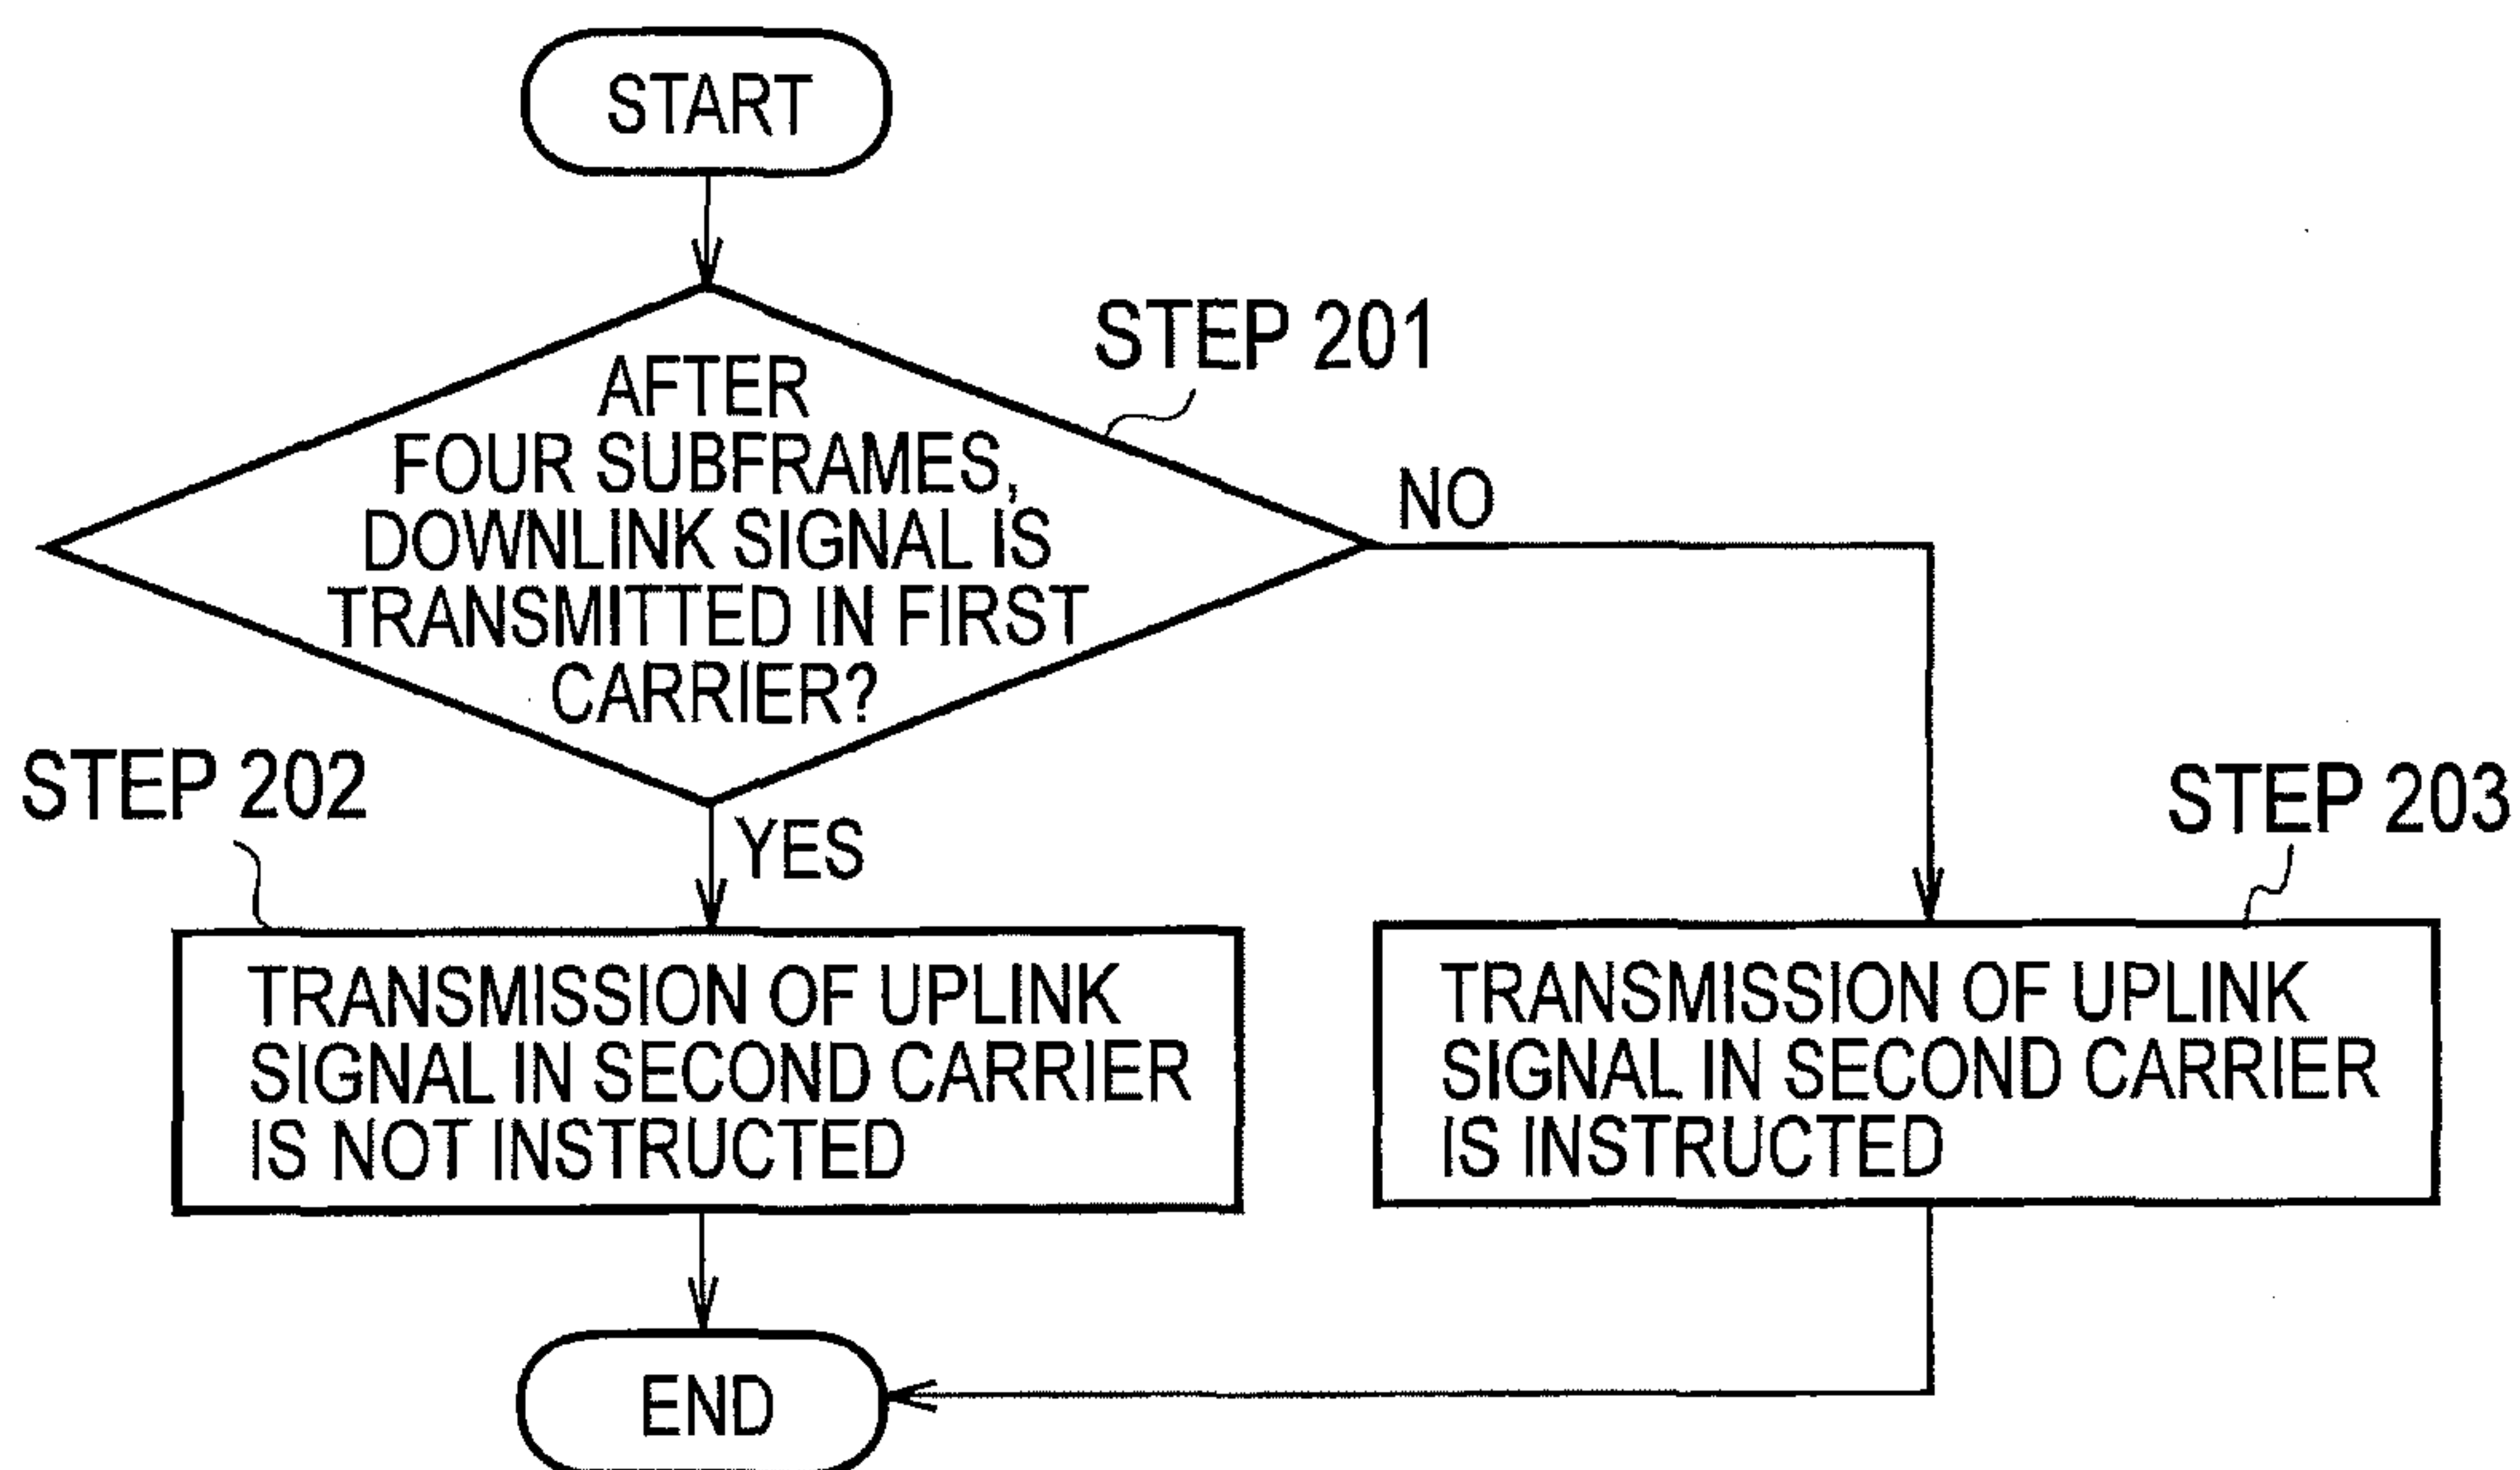 START
STEP 201
AFTER
FOUR SUBFRAMES,
DOWNLINK SIGNAL IS
TRANSMITTED IN FIRST
CARRIER?
NO
YES
STEP 202
TRANSMISSION OF UPLINK
SIGNAL IN SECOND CARRIER
IS NOT INSTRUCTED
STEP 203
TRANSMISSION OF UPLINK
SIGNAL IN SECOND CARRIER
IS INSTRUCTED
END